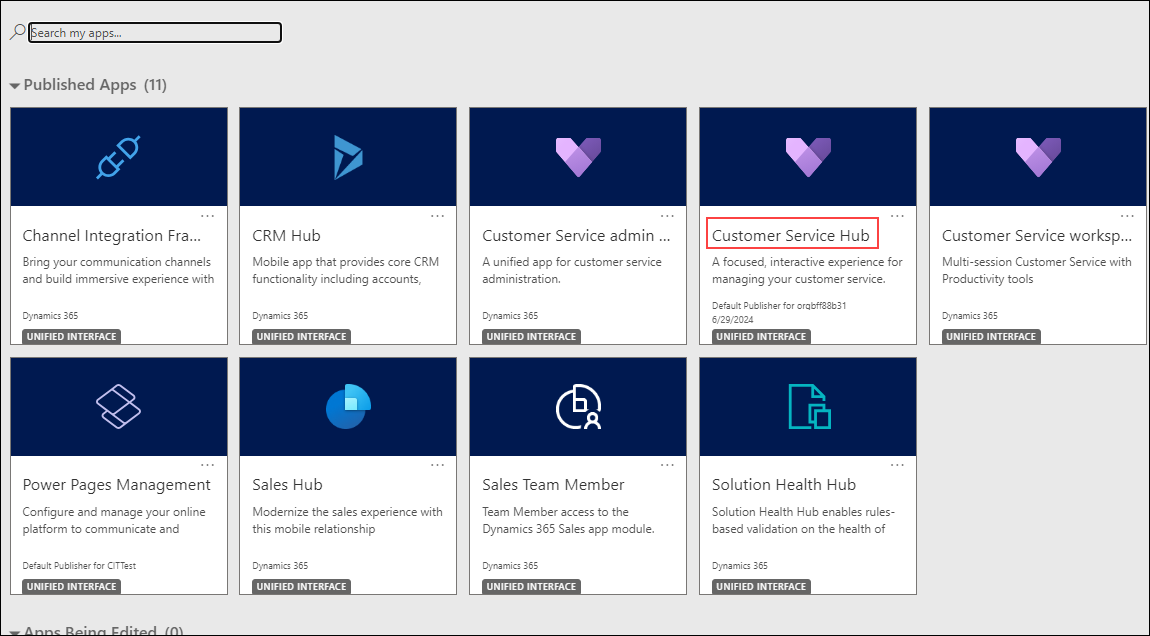 Search my apps...
Published Apps (11)
...
Channel Integration Fra...
Bring your communication channels
and build immersive experience with
Dynamics 365
UNIFIED INTERFACE
...
CRM Hub
Mobile app that provides core CRM
functionality including accounts,
Dynamics 365
UNIFIED INTERFACE
...
Customer Service admin ...
A unified app for customer service
administration.
Dynamics 365
UNIFIED INTERFACE
...
Customer Service Hub
A focused, interactive experience for
managing your customer service.
Default Publisher for orgbff88b31
6/29/2024
UNIFIED INTERFACE
...
Customer Service worksp...
Multi-session Customer Service with
Productivity tools
Dynamics 365
UNIFIED INTERFACE
...
Power Pages Management
Configure and manage your online
platform to communicate and
Default Publisher for CITTest
UNIFIED INTERFACE
...
Sales Hub
Modernize the sales experience with
this mobile relationship
Dynamics 365
UNIFIED INTERFACE
...
Sales Team Member
Team Member access to the
Dynamics 365 Sales app module.
Dynamics 365
UNIFIED INTERFACE
...
Solution Health Hub
Solution Health Hub enables rules-
based validation on the health of
Dynamics 365
UNIFIED INTERFACE
Apps Being Edited (0)